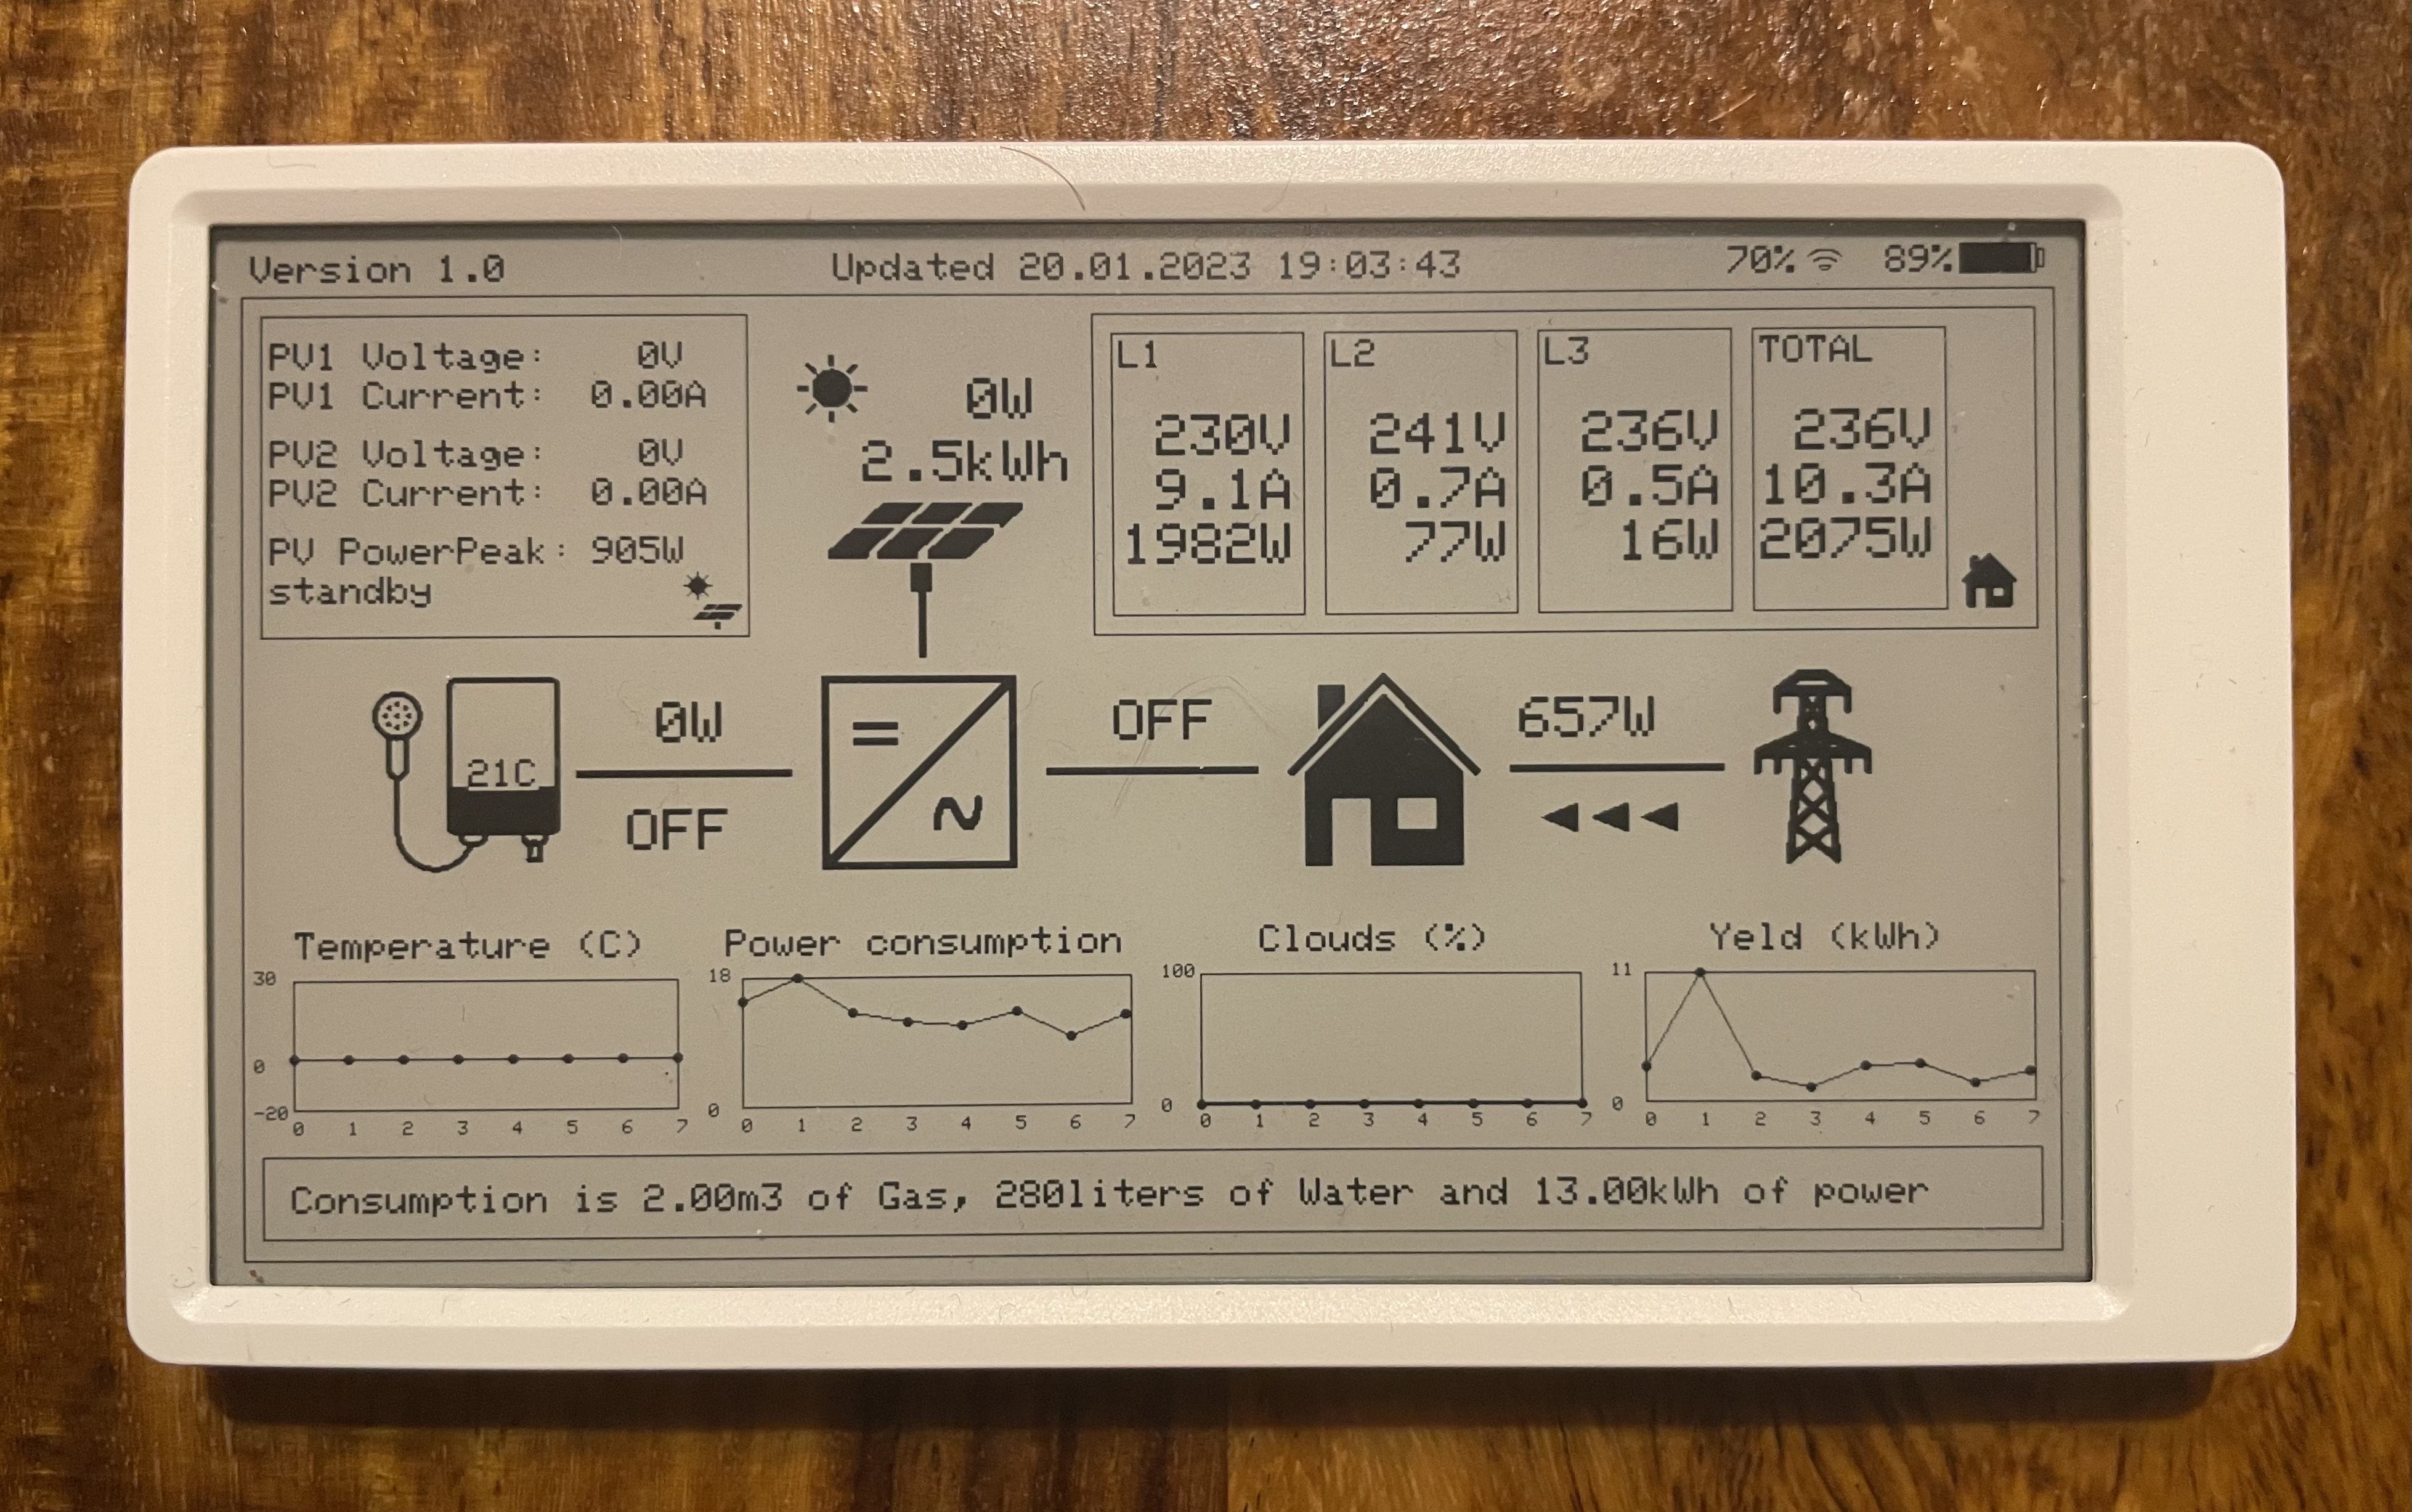 Version 1.0
Updated 20.01.2023 19:03:43
70%
89%
PV1 Voltage: 0V
PV1 Current: 0.00A
PV2 Voltage: 0V
PV2 Current: 0.00A
PV PowerPeak: 905W
standby
0W
2.5kWh
L1
230V
9.1A
1982W
L2
241V
0.7A
77W
L3
236V
0.5A
16W
TOTAL
236V
10.3A
2075W
21C
0W
OFF
OFF
657W
Temperature (C)
30
0
-20
0 1 2 3 4 5 6 7
Power consumption
18
0
0 1 2 3 4 5 6 7
Clouds (%)
100
0
0 1 2 3 4 5 6 7
Yeld (kWh)
11
0
0 1 2 3 4 5 6 7
Consumption is 2.00m3 of Gas, 280liters of Water and 13.00kWh of power